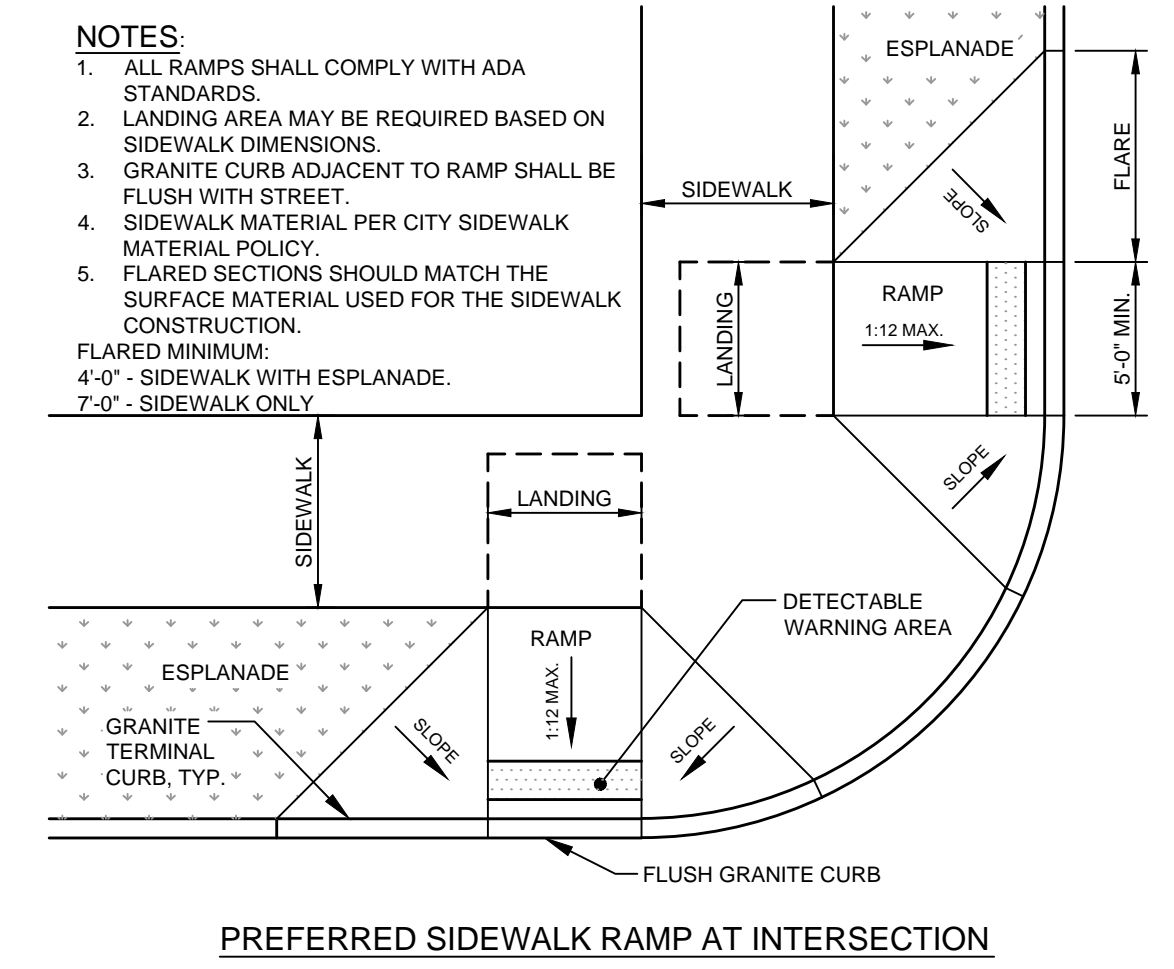 NOTES:
1. ALL RAMPS SHALL COMPLY WITH ADA
STANDARDS.
2. LANDING AREA MAY BE REQUIRED BASED ON
SIDEWALK DIMENSIONS.
3. GRANITE CURB ADJACENT TO RAMP SHALL BE
FLUSH WITH STREET.
4. SIDEWALK MATERIAL PER CITY SIDEWALK
MATERIAL POLICY.
5. FLARED SECTIONS SHOULD MATCH THE
SURFACE MATERIAL USED FOR THE SIDEWALK
CONSTRUCTION.
FLARED MINIMUM:
4'-0" - SIDEWALK WITH ESPLANADE.
7'-0" - SIDEWALK ONLY
ESPLANADE
FLARE
SIDEWALK
SLOPE
RAMP
1:12 MAX.
LANDING
5'-0" MIN.
SLOPE
SIDEWALK
LANDING
DETECTABLE
WARNING AREA
RAMP
1:12 MAX.
ESPLANADE
GRANITE
TERMINAL
CURB, TYP.
SLOPE
SLOPE
FLUSH GRANITE CURB
PREFERRED SIDEWALK RAMP AT INTERSECTION